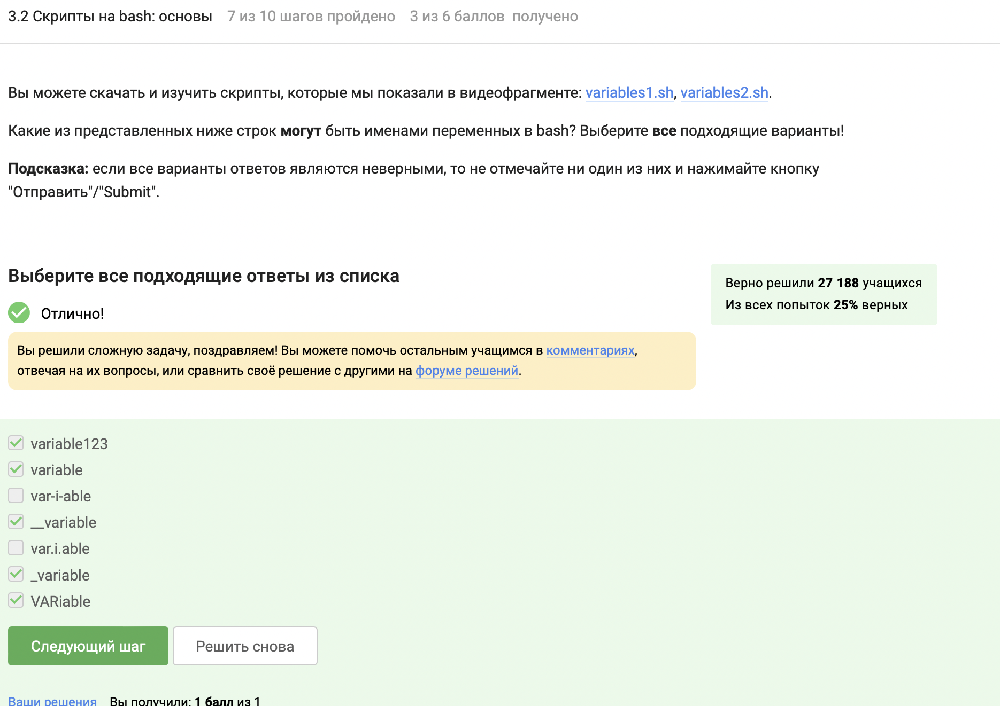 3.2 Скрипты на bash: основы 7 из 10 шагов пройдено 3 из 6 баллов получено
Вы можете скачать и изучить скрипты, которые мы показали в видеофрагменте: variables1.sh, variables2.sh.
Какие из представленных ниже строк могут быть именами переменных в bash? Выберите все подходящие варианты!
Подсказка: если все варианты ответов являются неверными, то не отмечайте ни один из них и нажимайте кнопку
"Отправить"/"Submit".
Выберите все подходящие ответы из списка
Верно решили 27 188 учащихся
Из всех попыток 25% верных
Отлично!
Вы решили сложную задачу, поздравляем! Вы можете помочь остальным учащимся в комментариях,
отвечая на их вопросы, или сравнить своё решение с другими на форуме решений.
variable123
variable
var-i-able
__variable
var.i.able
_variable
VARiable
Следующий шаг Решить снова
Ваши решения Вы получили: 1 балл из 1